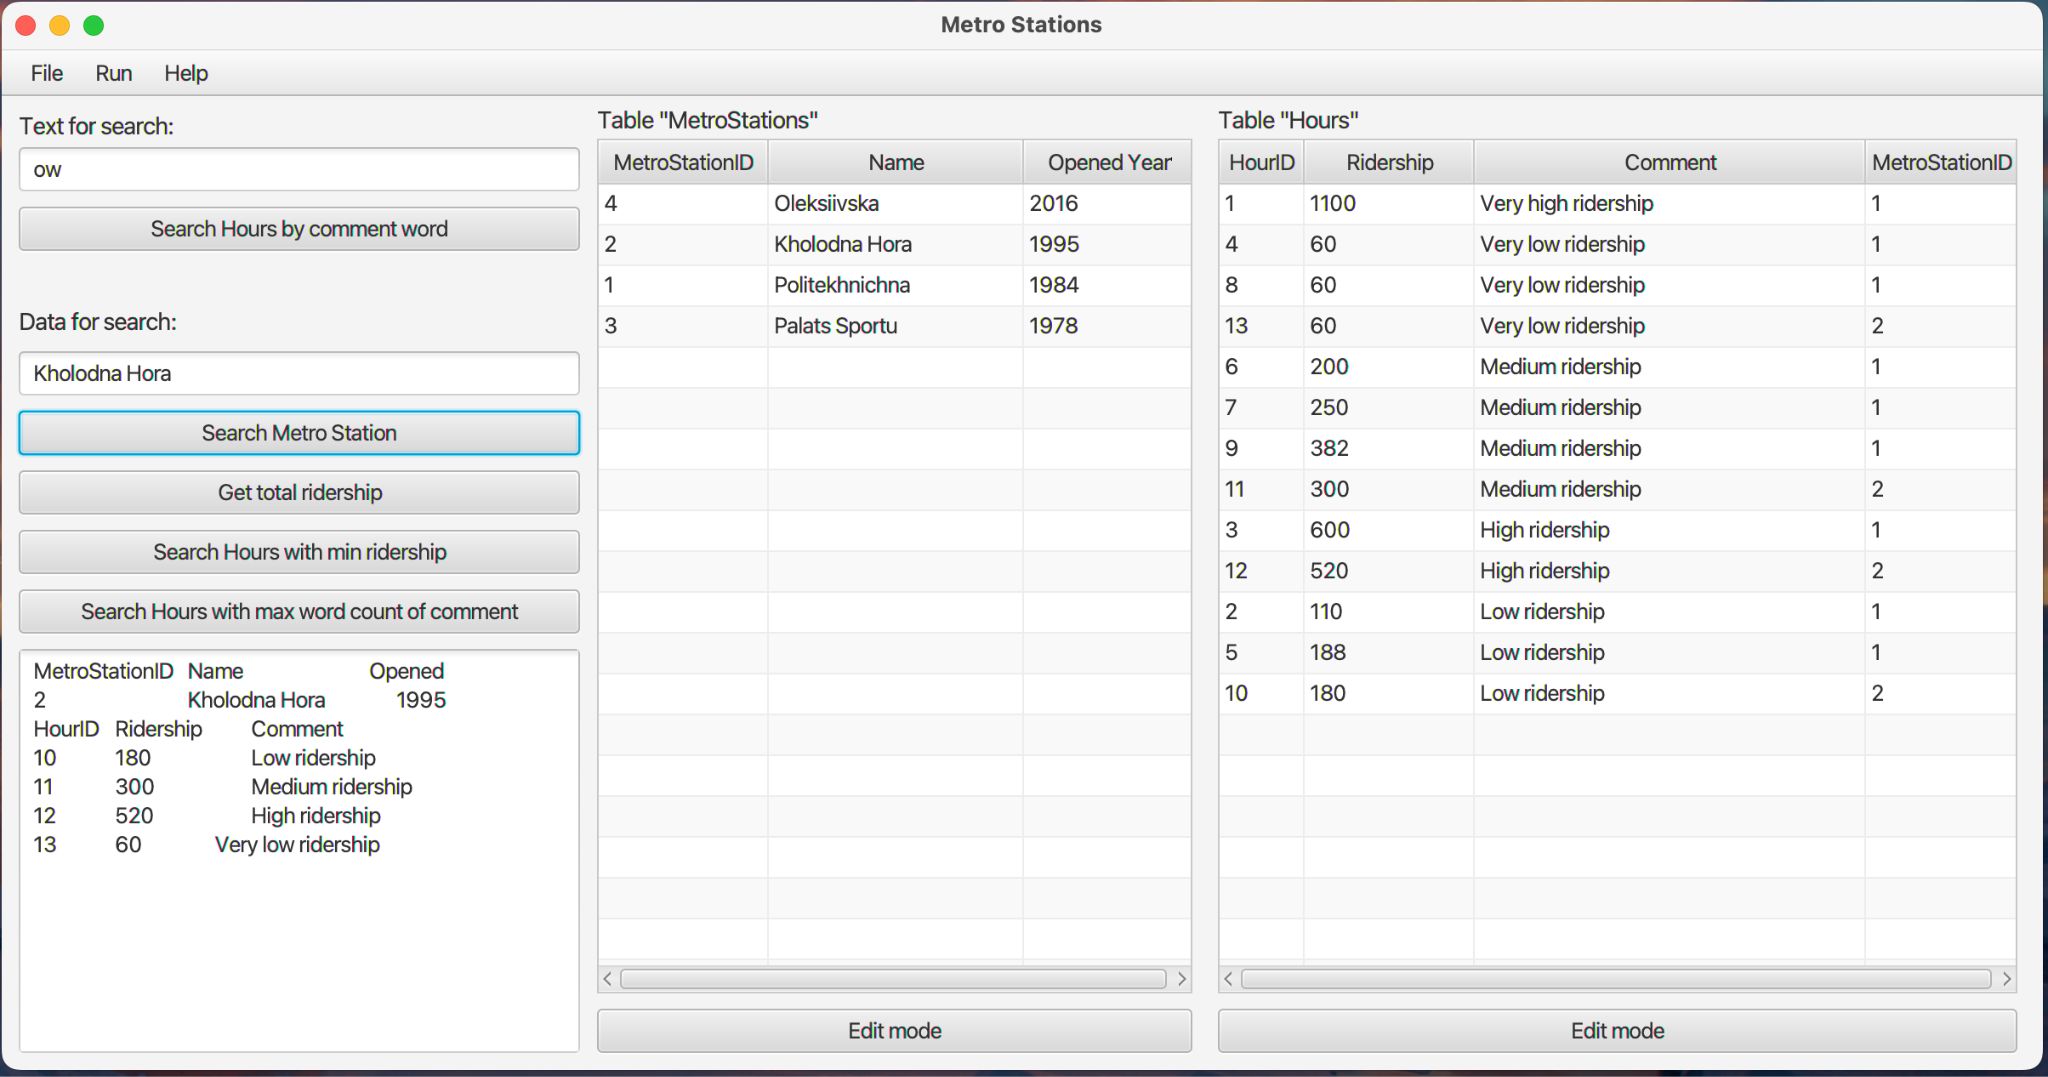 Metro Stations
File Run Help
Text for search:
ow
Search Hours by comment word
Data for search:
Kholodna Hora
Search Metro Station
Get total ridership
Search Hours with min ridership
Search Hours with max word count of comment
MetroStationID Name Opened
2 Kholodna Hora 1995
HourID Ridership Comment
10 180 Low ridership
11 300 Medium ridership
12 520 High ridership
13 60 Very low ridership
Table "MetroStations"
MetroStationID Name Opened Year
4 Oleksiivska 2016
2 Kholodna Hora 1995
1 Politekhnichna 1984
3 Palats Sportu 1978
Edit mode
Table "Hours"
HourID Ridership Comment MetroStationID
1 1100 Very high ridership 1
4 60 Very low ridership 1
8 60 Very low ridership 1
13 60 Very low ridership 2
6 200 Medium ridership 1
7 250 Medium ridership 1
9 382 Medium ridership 1
11 300 Medium ridership 2
3 600 High ridership 1
12 520 High ridership 2
2 110 Low ridership 1
5 188 Low ridership 1
10 180 Low ridership 2
Edit mode